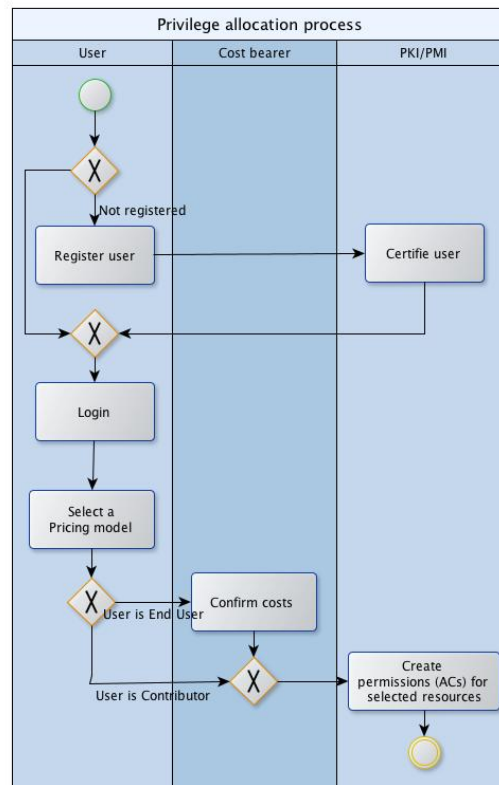 Privilege allocation process
User
Cost bearer
PKI/PMI
X
Not registered
Register user
Certifie user
X
Login
Select a
Pricing model
X
User is End User
Confirm costs
User is Contributor
X
Create
permissions (ACs) for
selected resources